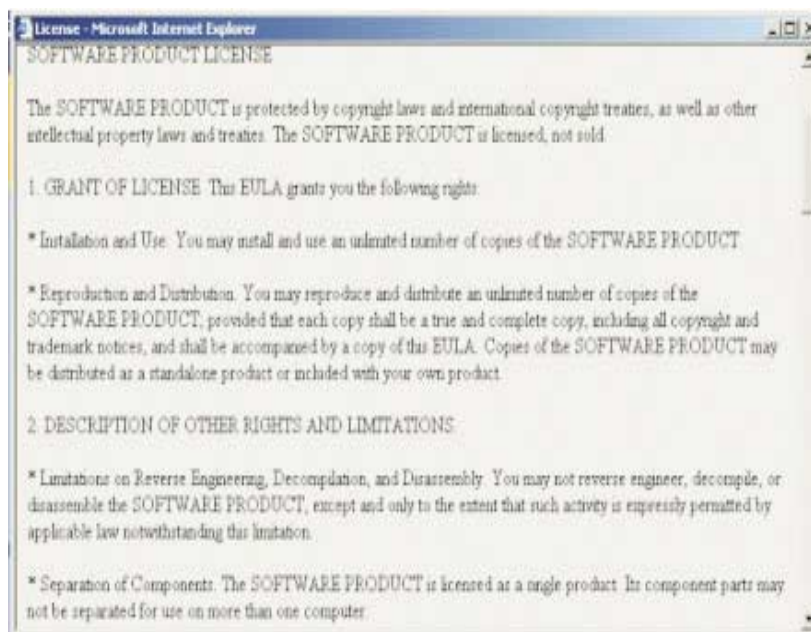 License - Microsoft Internet Explorer
SOFTWARE PRODUCT LICENSE
The SOFTWARE PRODUCT is protected by copyright laws and international copyright treaties, as well as other
intellectual property laws and treaties. The SOFTWARE PRODUCT is licensed, not sold.
1. GRANT OF LICENSE. This EULA grants you the following rights:
* Installation and Use. You may install and use an unlimited number of copies of the SOFTWARE PRODUCT.
* Reproduction and Distribution. You may reproduce and distribute an unlimited number of copies of the
SOFTWARE PRODUCT; provided that each copy shall be a true and complete copy, including all copyright and
trademark notices, and shall be accompanied by a copy of this EULA. Copies of the SOFTWARE PRODUCT may
be distributed as a standalone product or included with your own product.
2. DESCRIPTION OF OTHER RIGHTS AND LIMITATIONS.
* Limitations on Reverse Engineering, Decompilation, and Disassembly. You may not reverse engineer, decompile, or
disassemble the SOFTWARE PRODUCT, except and only to the extent that such activity is expressly permitted by
applicable law notwithstanding this limitation.
* Separation of Components. The SOFTWARE PRODUCT is licensed as a single product. Its component parts may
not be separated for use on more than one computer.